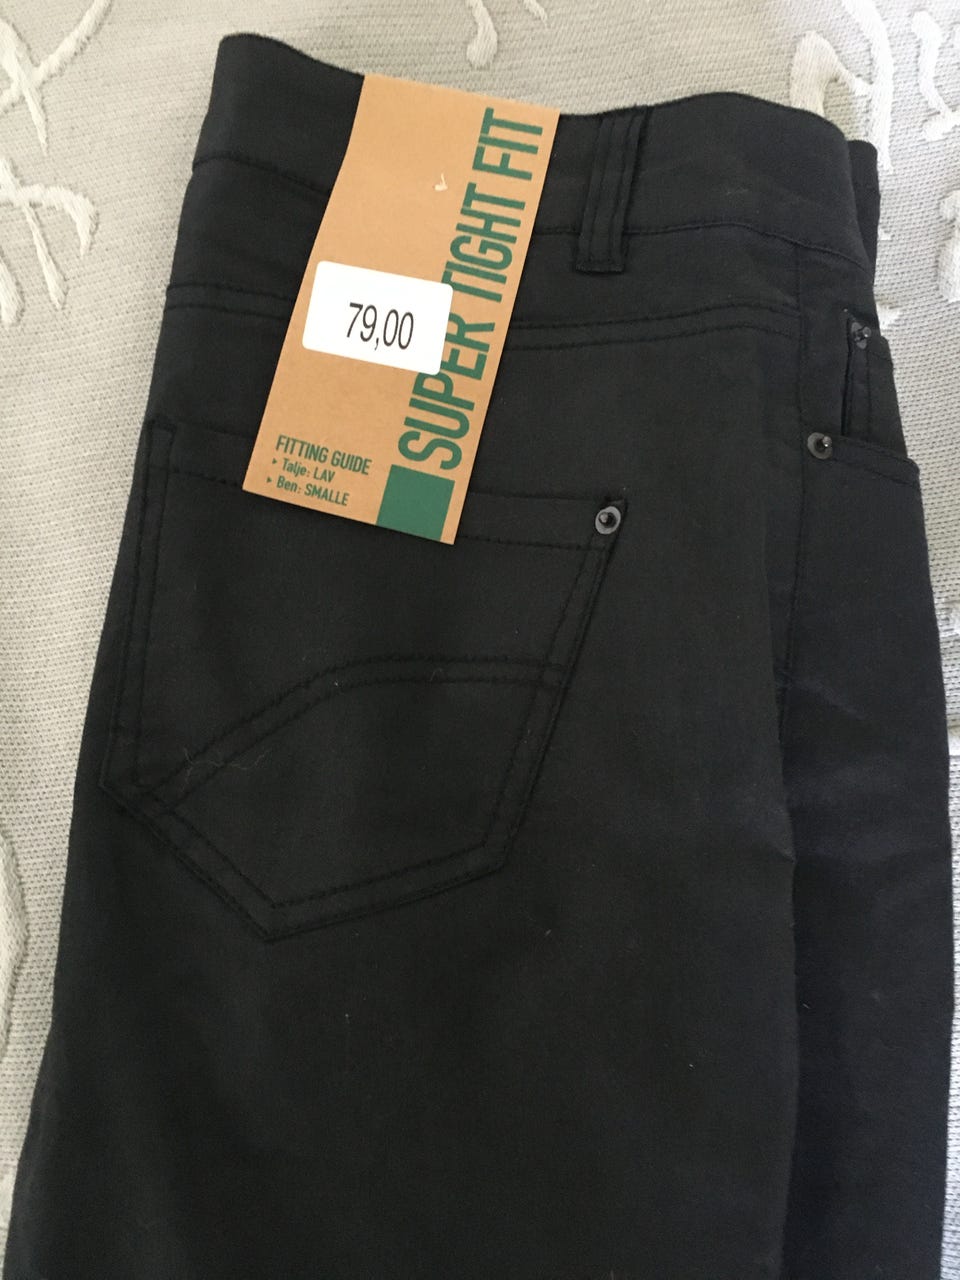 SUPER TIGHT FIT
79,00
FITTING GUIDE
▸ Talje: LAV
▸ Ben: SMALLE